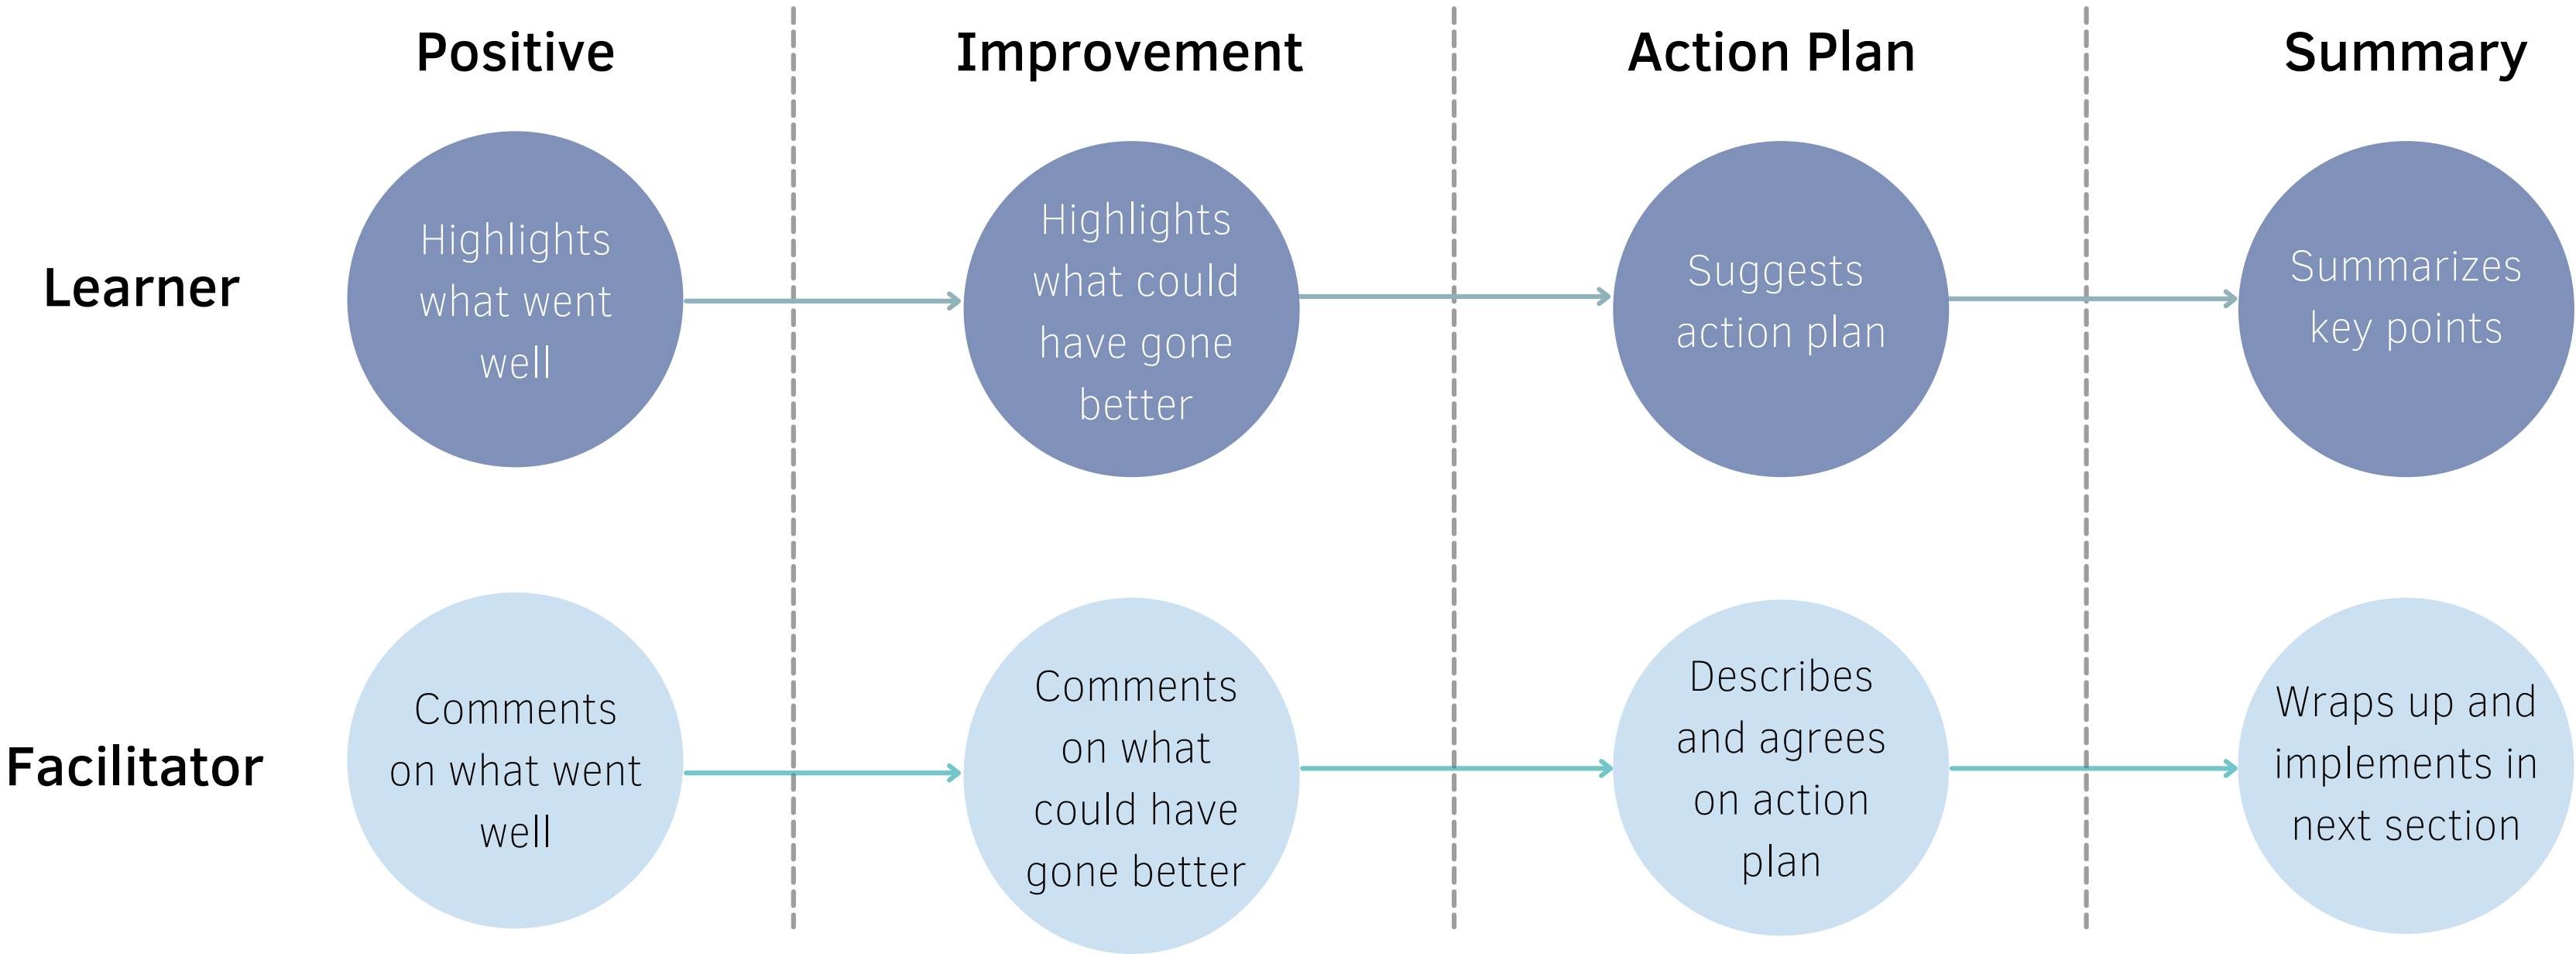 Positive
Improvement
Action Plan
Summary
Learner
Highlights
what went
well
Highlights
what could
have gone
better
Suggests
action plan
Summarizes
key points
Facilitator
Comments
on what went
well
Comments
on what
could have
gone better
Describes
and agrees
on action
plan
Wraps up and
implements in
next section